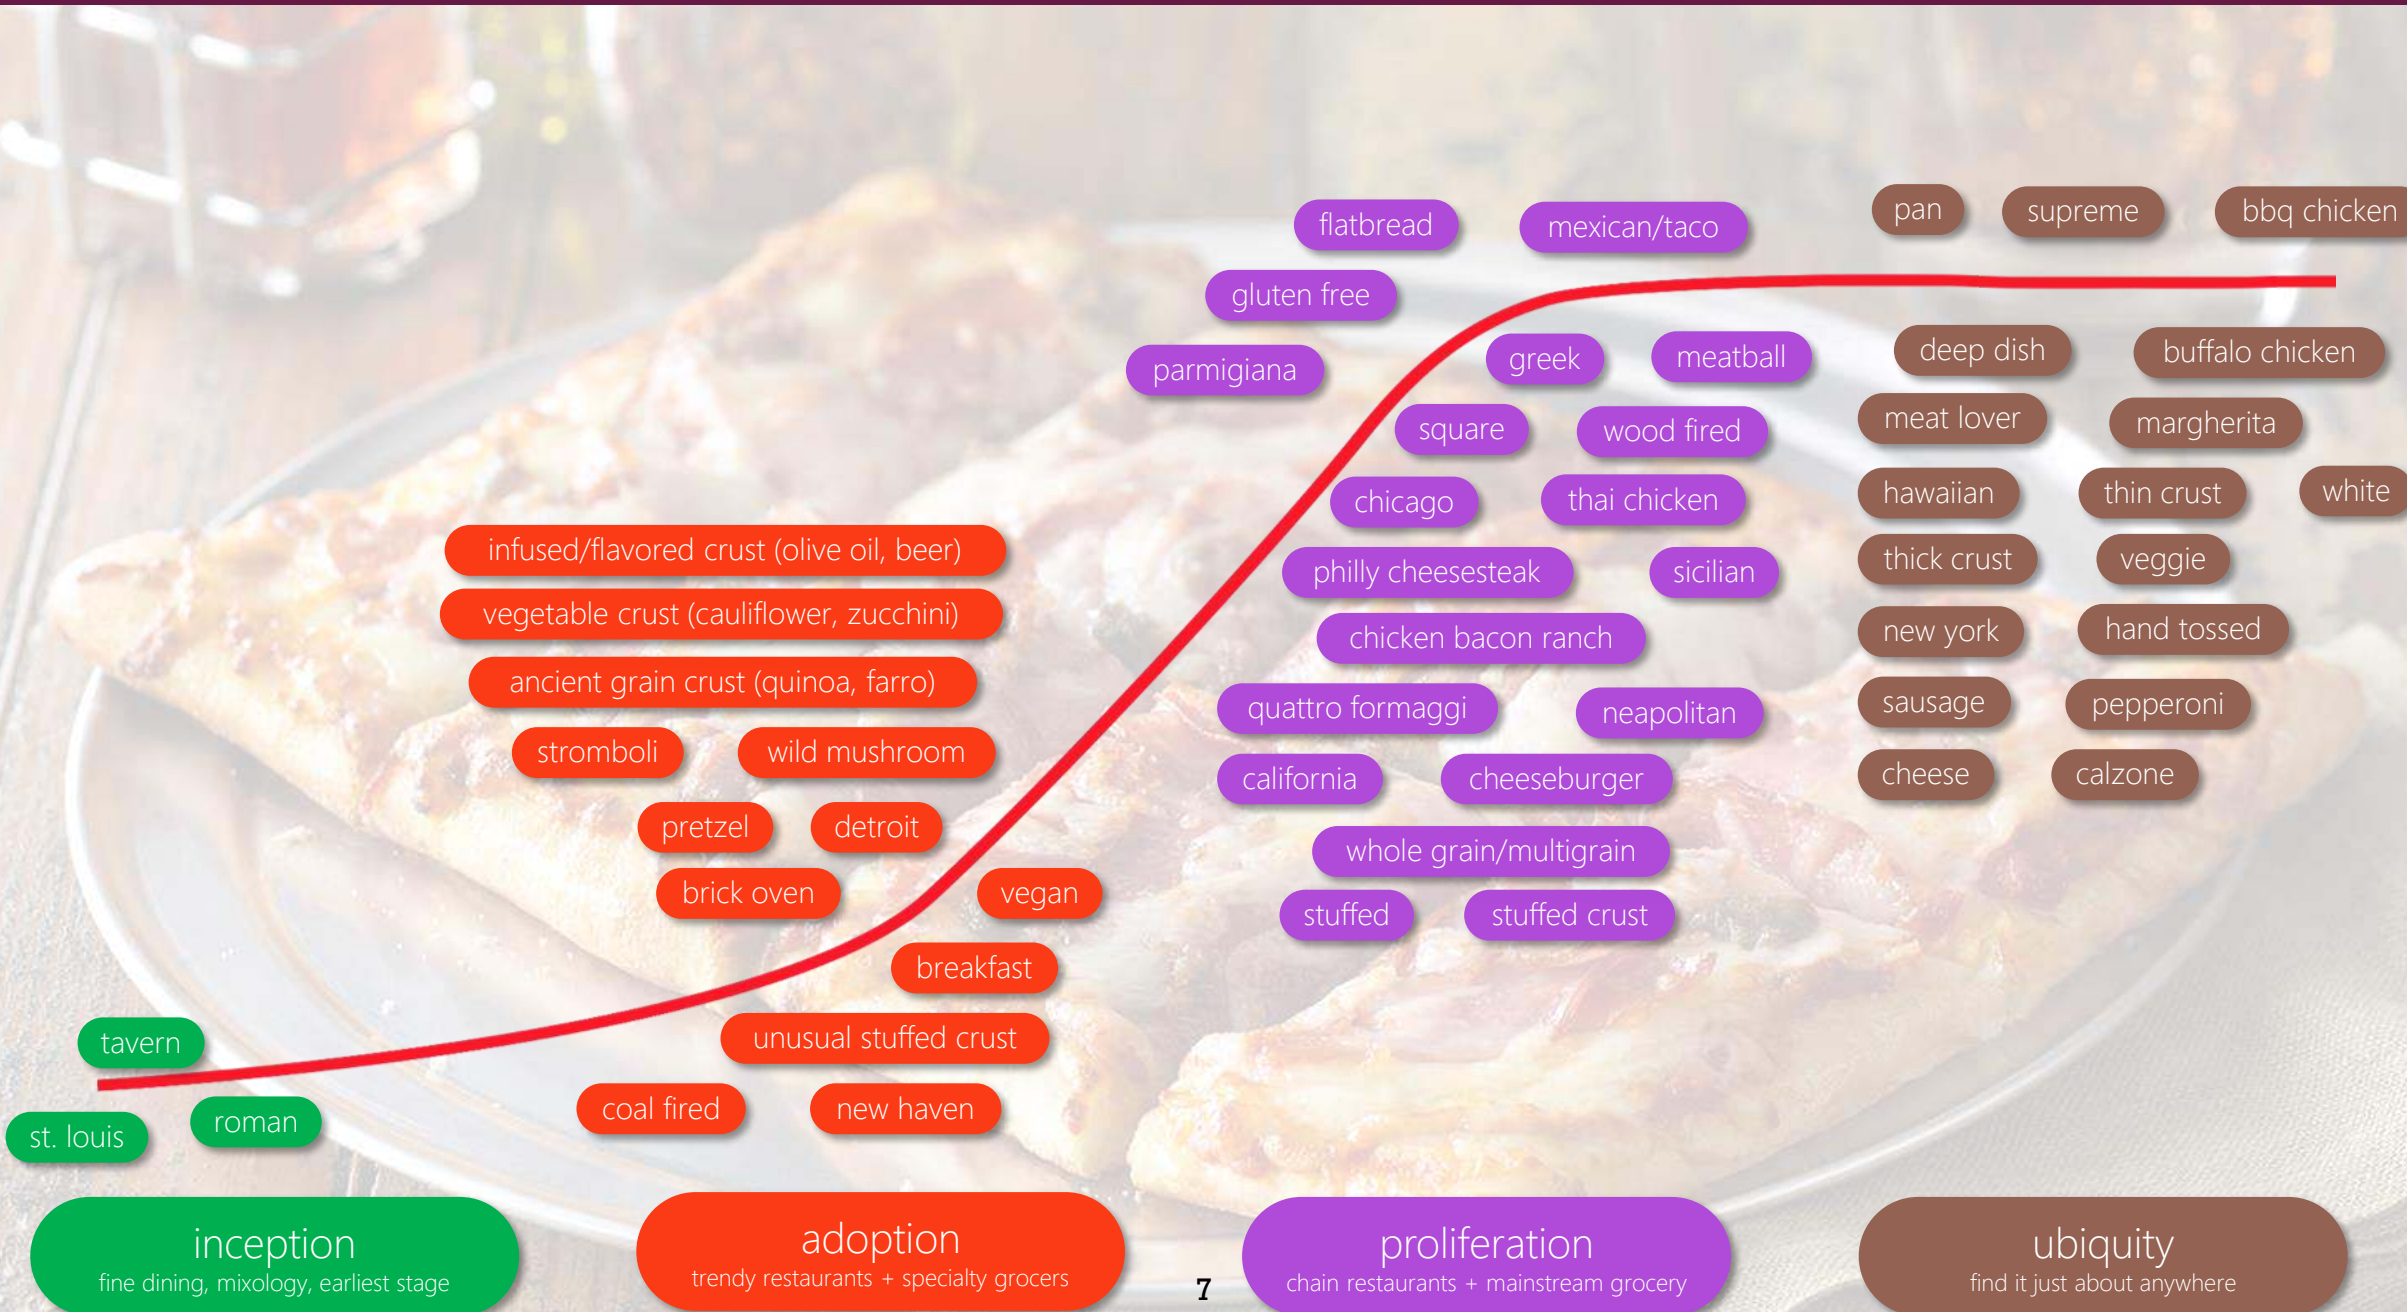 flatbread
mexican/taco
pan
supreme
bbq chicken
gluten free
parmigiana
greek
meatball
deep dish
buffalo chicken
square
wood fired
meat lover
margherita
chicago
thai chicken
hawaiian
thin crust
white
infused/flavored crust (olive oil, beer)
philly cheesesteak
sicilian
thick crust
veggie
vegetable crust (cauliflower, zucchini)
chicken bacon ranch
new york
hand tossed
ancient grain crust (quinoa, farro)
quattro formaggi
neapolitan
sausage
pepperoni
stromboli
wild mushroom
california
cheeseburger
cheese
calzone
pretzel
detroit
whole grain/multigrain
brick oven
vegan
stuffed
stuffed crust
breakfast
tavern
unusual stuffed crust
st. louis
roman
coal fired
new haven
inception
fine dining, mixology, earliest stage
adoption
trendy restaurants + specialty grocers
7
proliferation
chain restaurants + mainstream grocery
ubiquity
find it just about anywhere